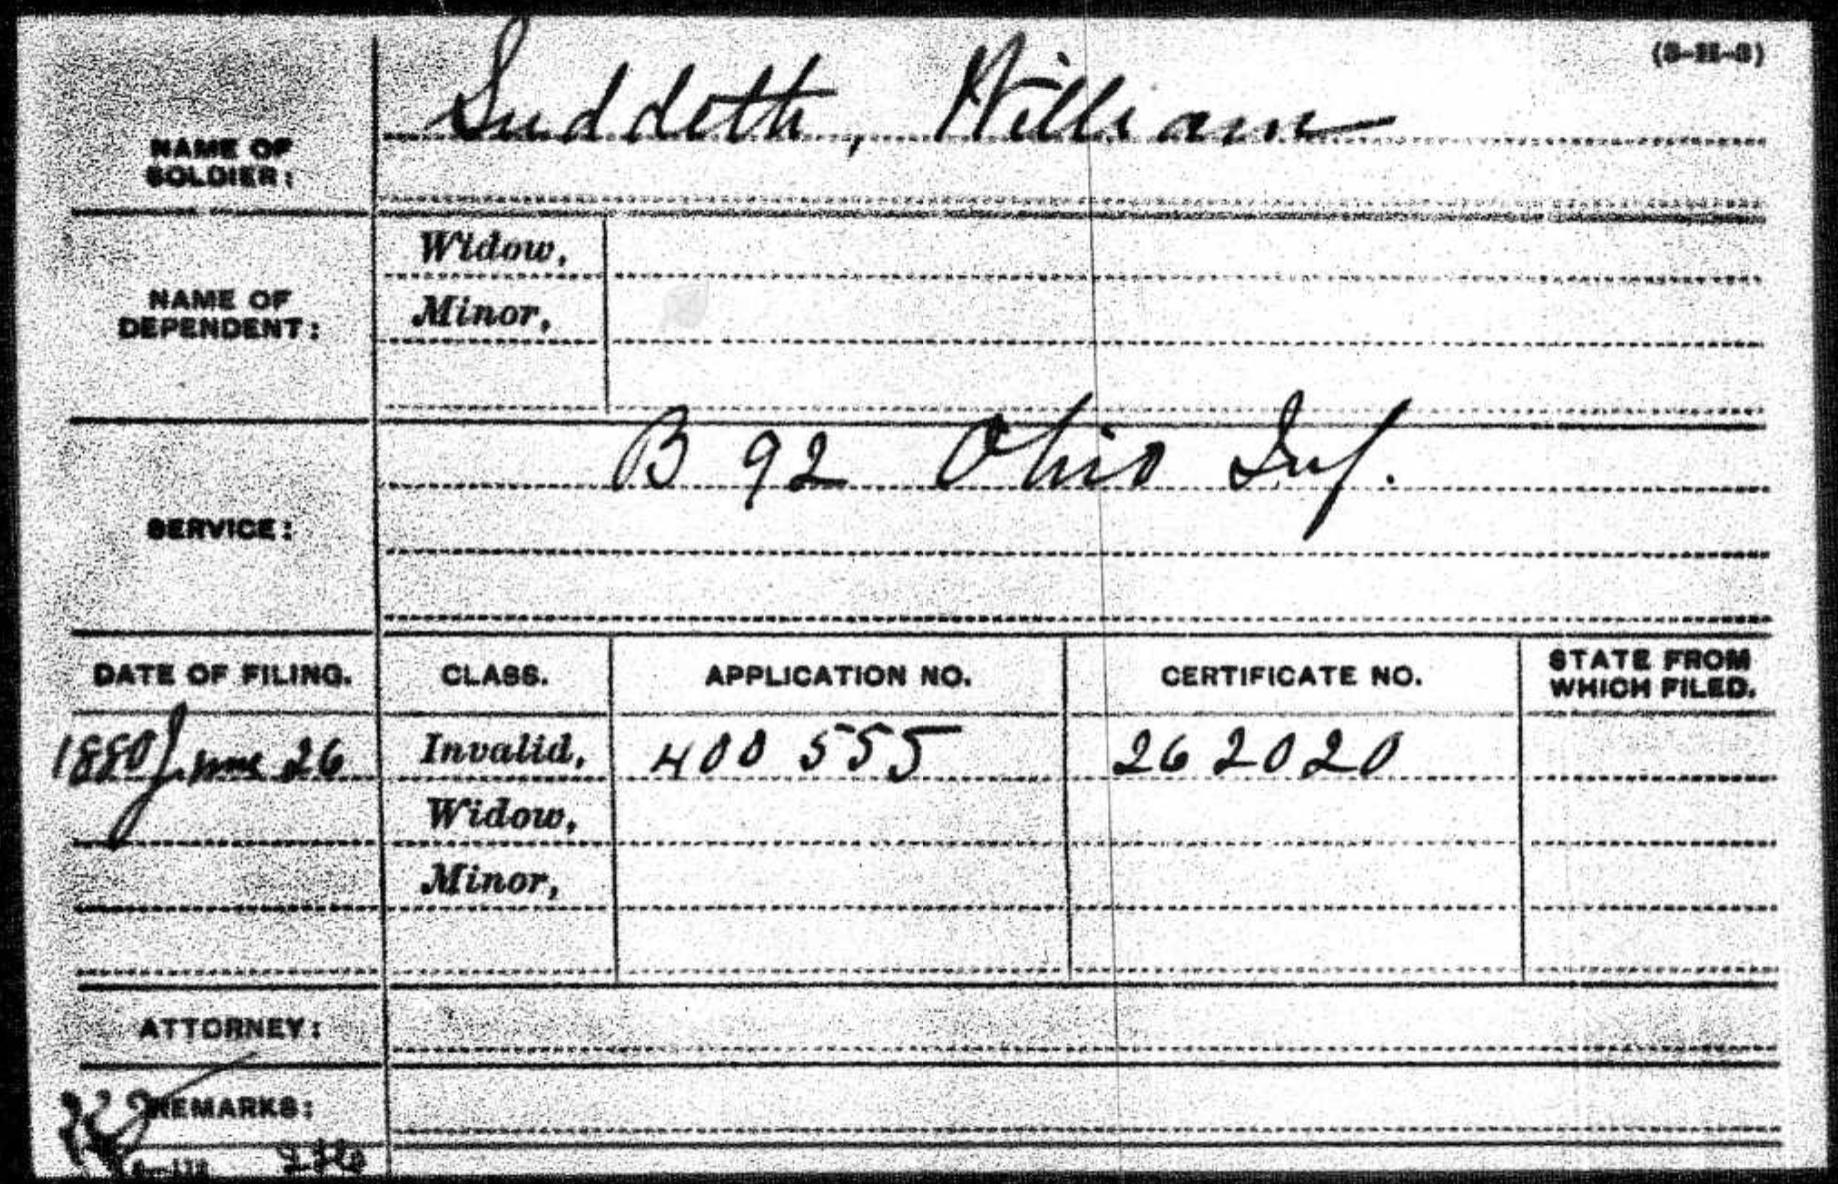 (3-11-3)
NAME OF SOLDIER: Suddeth, William
NAME OF DEPENDENT: Widow,
Minor,
SERVICE: B 92 Ohio Inf.
DATE OF FILING. CLASS. APPLICATION NO. CERTIFICATE NO. STATE FROM WHICH FILED.
1880 June 26 Invalid, 400 555 262020
Widow,
Minor,
ATTORNEY:
REMARKS: